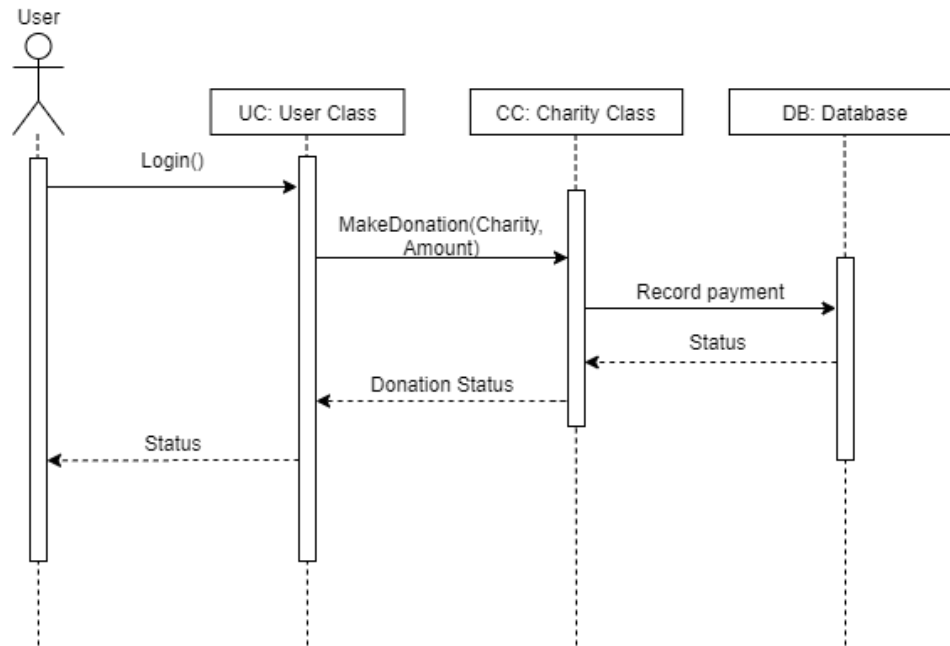 User
UC: User Class
CC: Charity Class
DB: Database
Login()
MakeDonation(Charity,
Amount)
Record payment
Status
Donation Status
Status